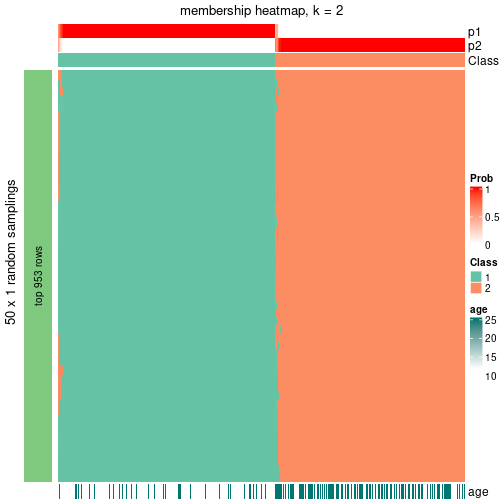 membership heatmap, k = 2
p1
p2
Class
50 x 1 random samplings
top 953 rows
Prob
1
0.5
0
Class
1
2
age
25
20
15
10
age